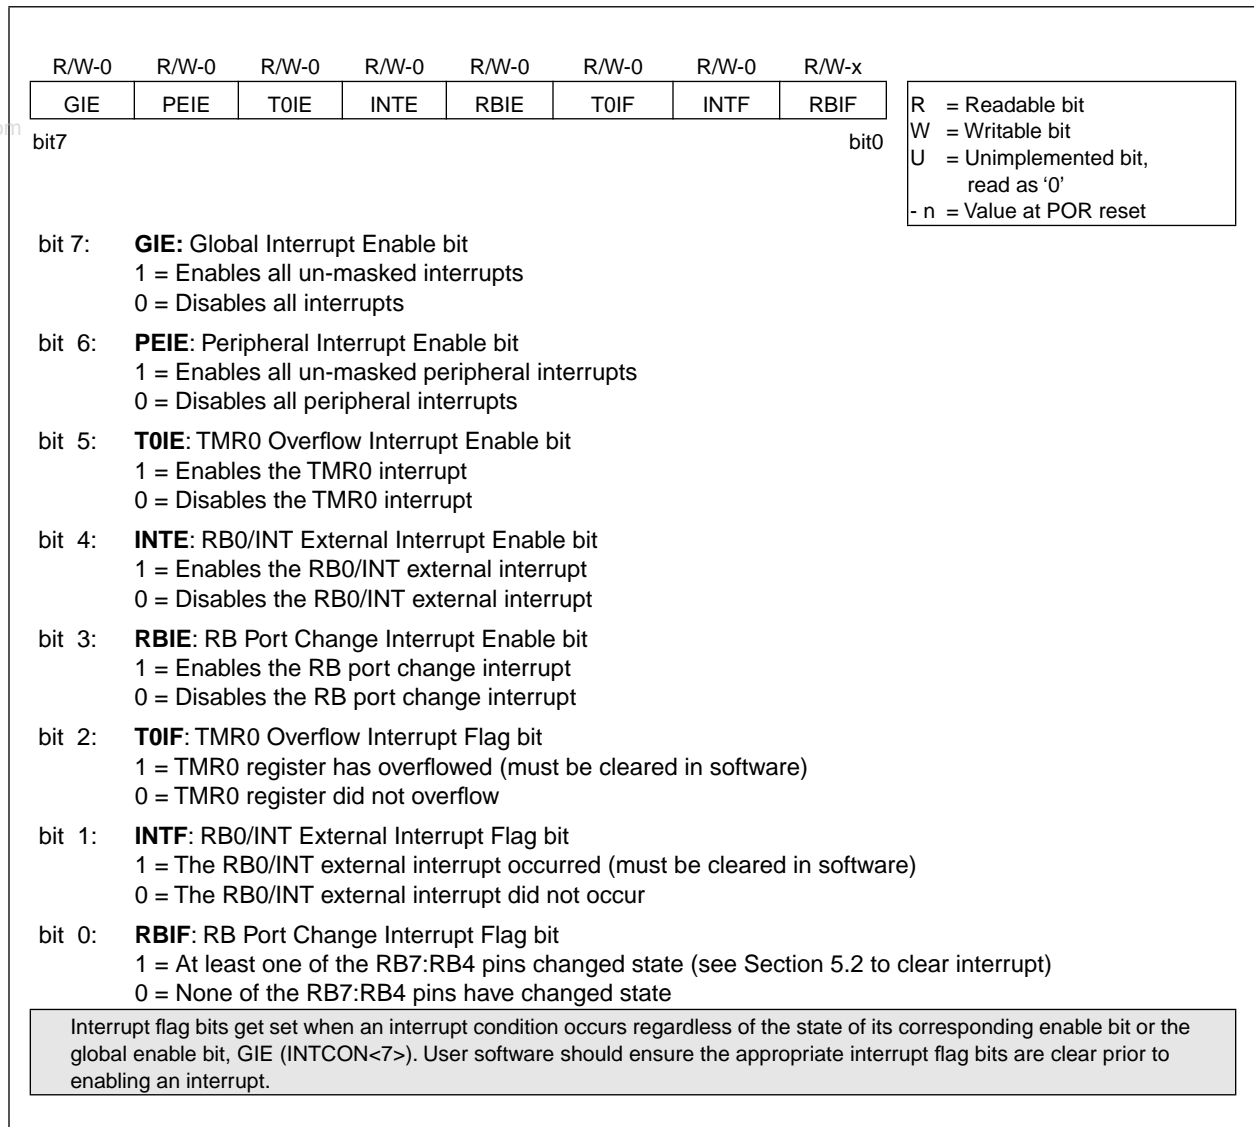 R/W-0 R/W-0 R/W-0 R/W-0 R/W-0 R/W-0 R/W-0 R/W-x
GIE PEIE T0IE INTE RBIE T0IF INTF RBIF
bit7 bit0
R = Readable bit
W = Writable bit
U = Unimplemented bit,
read as ‘0’
- n = Value at POR reset
om
bit 7: GIE: Global Interrupt Enable bit
1 = Enables all un-masked interrupts
0 = Disables all interrupts
bit 6: PEIE: Peripheral Interrupt Enable bit
1 = Enables all un-masked peripheral interrupts
0 = Disables all peripheral interrupts
bit 5: T0IE: TMR0 Overflow Interrupt Enable bit
1 = Enables the TMR0 interrupt
0 = Disables the TMR0 interrupt
bit 4: INTE: RB0/INT External Interrupt Enable bit
1 = Enables the RB0/INT external interrupt
0 = Disables the RB0/INT external interrupt
bit 3: RBIE: RB Port Change Interrupt Enable bit
1 = Enables the RB port change interrupt
0 = Disables the RB port change interrupt
bit 2: T0IF: TMR0 Overflow Interrupt Flag bit
1 = TMR0 register has overflowed (must be cleared in software)
0 = TMR0 register did not overflow
bit 1: INTF: RB0/INT External Interrupt Flag bit
1 = The RB0/INT external interrupt occurred (must be cleared in software)
0 = The RB0/INT external interrupt did not occur
bit 0: RBIF: RB Port Change Interrupt Flag bit
1 = At least one of the RB7:RB4 pins changed state (see Section 5.2 to clear interrupt)
0 = None of the RB7:RB4 pins have changed state
Interrupt flag bits get set when an interrupt condition occurs regardless of the state of its corresponding enable bit or the
global enable bit, GIE (INTCON<7>). User software should ensure the appropriate interrupt flag bits are clear prior to
enabling an interrupt.